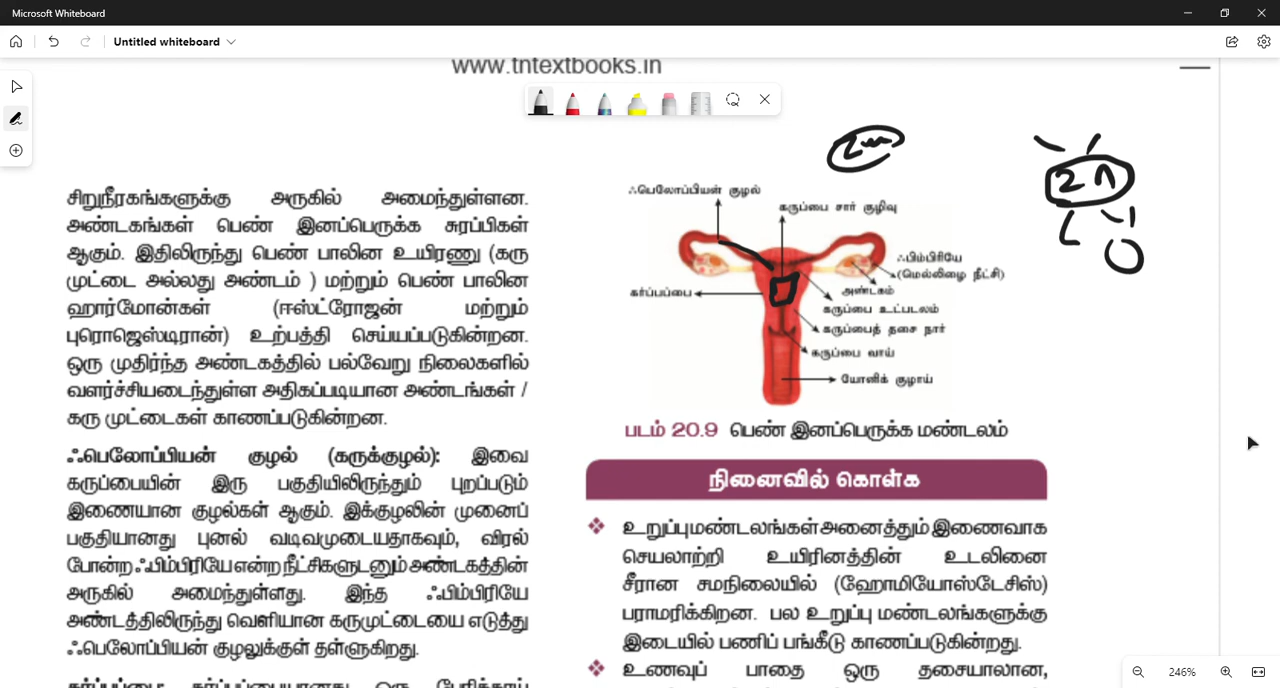 Microsoft Whiteboard
Untitled whiteboard
www.tntextbooks.in
சிறுநீரகங்களுக்கு அருகில் அமைந்துள்ளன.
அண்டகங்கள் பெண் இனப்பெருக்க சுரப்பிகள்
ஆகும். இதிலிருந்து பெண் பாலின உயிரணு (கரு
முட்டை அல்லது அண்டம் ) மற்றும் பெண் பாலின
ஹார்மோன்கள் (ஈஸ்ட்ரோஜன் மற்றும்
புரொஜெஸ்டிரான்) உற்பத்தி செய்யப்படுகின்றன.
ஒரு முதிர்ந்த அண்டகத்தில் பல்வேறு நிலைகளில்
வளர்ச்சியடைந்துள்ள அதிகப்படியான அண்டங்கள் /
கரு முட்டைகள் காணப்படுகின்றன.
ஃபெலோப்பியன் குழல் (கருக்குழல்): இவை
கருப்பையின் இரு பகுதியிலிருந்தும் புறப்படும்
இணையான குழல்கள் ஆகும். இக்குழலின் முனைப்
பகுதியானது புனல் வடிவமுடையதாகவும், விரல்
போன்ற ஃபிம்பிரியே என்ற நீட்சிகளுடனும் அண்டகத்தின்
அருகில் அமைந்துள்ளது. இந்த ஃபிம்பிரியே
அண்டத்திலிருந்து வெளியான கருமுட்டையை எடுத்து
ஃபெலோப்பியன் குழலுக்குள் தள்ளுகிறது.
கர்ப்பப்பை: கர்ப்பப்பையானது ஒரு பேரிக்காய்
2n
ஃபெலோப்பியன் குழல்
கருப்பை சார் குழிவு
ஃபிம்பிரியே
(மெல்லிழை நீட்சி)
அண்டகம்
கர்ப்பப்பை
கருப்பை உட்படலம்
கருப்பைத் தசை நார்
கருப்பை வாய்
யோனிக் குழாய்
படம் 20.9 பெண் இனப்பெருக்க மண்டலம்
நினைவில் கொள்க
❖ உறுப்பு மண்டலங்கள் அனைத்தும் இணைவாக
செயலாற்றி உயிரினத்தின் உடலினை
சீரான சமநிலையில் (ஹோமியோஸ்டேசிஸ்)
பராமரிக்கிறன. பல உறுப்பு மண்டலங்களுக்கு
இடையில் பணிப் பங்கீடு காணப்படுகின்றது.
❖ உணவுப் பாதை ஒரு தசையாலான,
246%